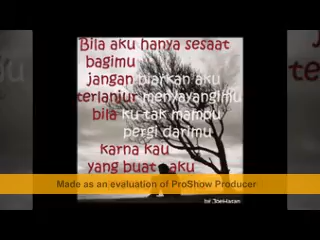 Bila aku hanya sesaat
bagimu
jangan biarkan aku
terlanjur menyayangimu
bila ku tak mampu
pergi darimu
karna kau
yang buat aku
Made as an evaluation of ProShow Producer